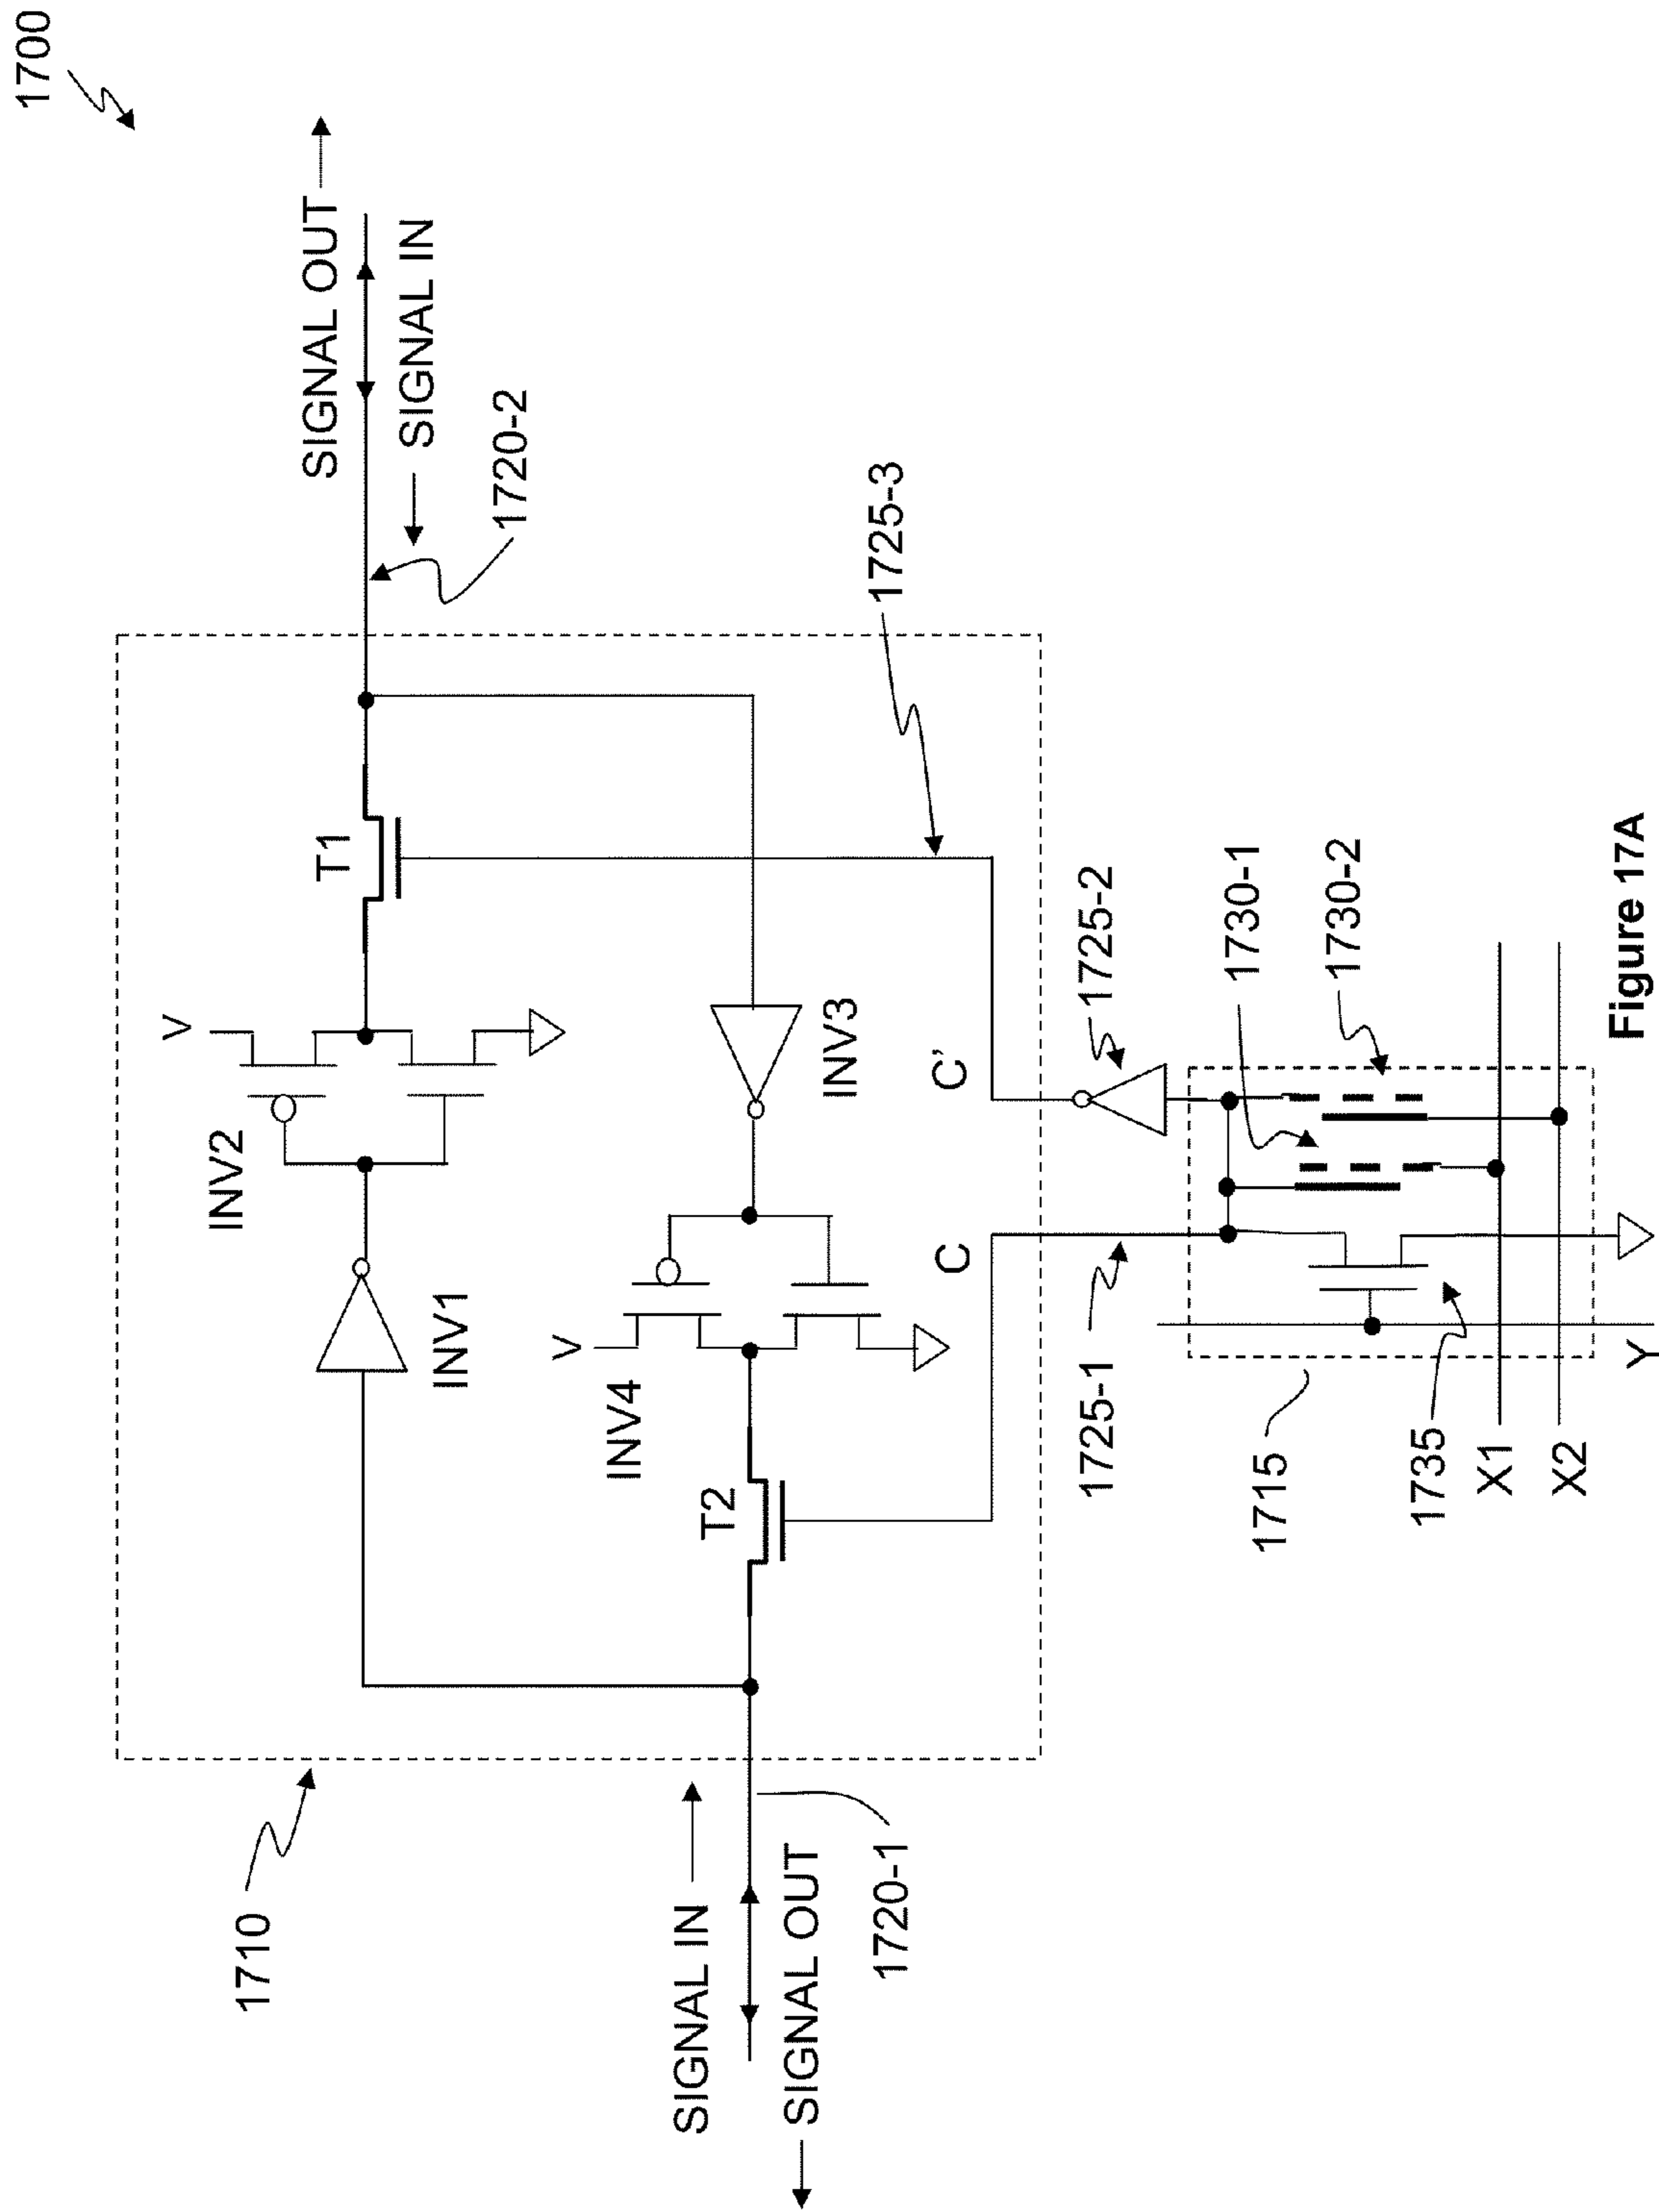 1700
SIGNAL OUT
SIGNAL IN
1720-2
1710
INV2
V
T1
INV1
INV4
V
INV3
T2
1725-3
SIGNAL IN
SIGNAL OUT
1720-1
C
C'
1725-1
1725-2
1730-1
1730-2
1715
1735
X1
X2
Y
Figure 17A